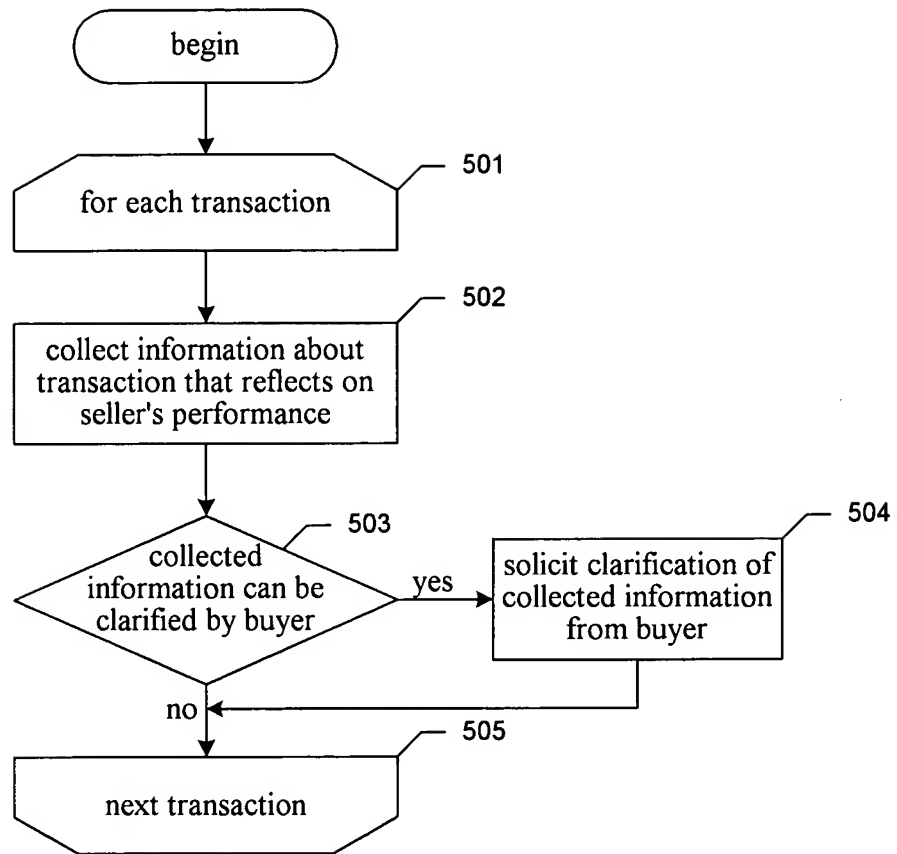 begin
501
for each transaction
502
collect information about
transaction that reflects on
seller's performance
503
collected
information can be
clarified by buyer
yes
504
solicit clarification of
collected information
from buyer
no
505
next transaction